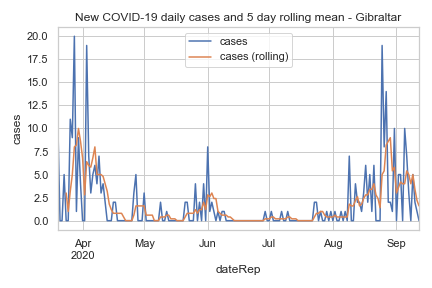 New COVID-19 daily cases and 5 day rolling mean - Gibraltar
cases
cases (rolling)
20.0
17.5
15.0
12.5
10.0
7.5
5.0
2.5
0.0
cases
Apr
2020
May
Jun
Jul
Aug
Sep
dateRep